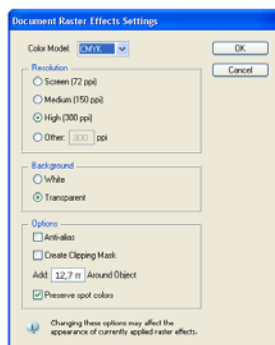 Document Raster Effects Settings
Color Model: CMYK
OK
Cancel
Resolution
Screen (72 ppi)
Medium (150 ppi)
High (300 ppi)
Other: 300 ppi
Background
White
Transparent
Options
Anti-alias
Create Clipping Mask
Add: 12,7 m Around Object
Preserve spot colors
Changing these options may affect the
appearance of currently applied raster effects.